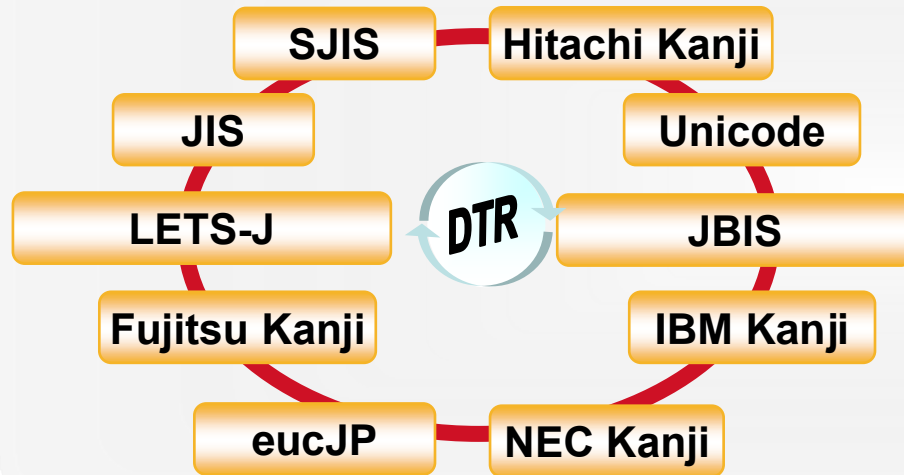 SJIS
Hitachi Kanji
JIS
Unicode
LETS-J
DTR
JBIS
Fujitsu Kanji
IBM Kanji
eucJP
NEC Kanji